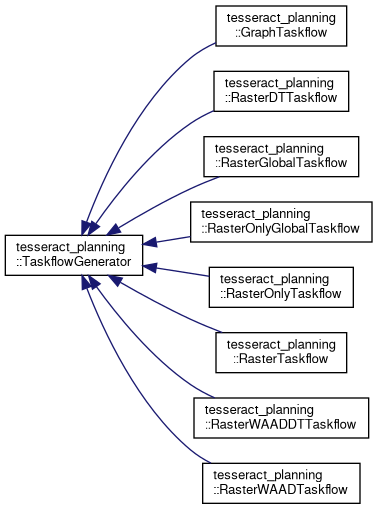 tesseract_planning
::GraphTaskflow
tesseract_planning
::RasterDTTaskflow
tesseract_planning
::RasterGlobalTaskflow
tesseract_planning
::RasterOnlyGlobalTaskflow
tesseract_planning
::TaskflowGenerator
tesseract_planning
::RasterOnlyTaskflow
tesseract_planning
::RasterTaskflow
tesseract_planning
::RasterWAADDTTaskflow
tesseract_planning
::RasterWAADTaskflow